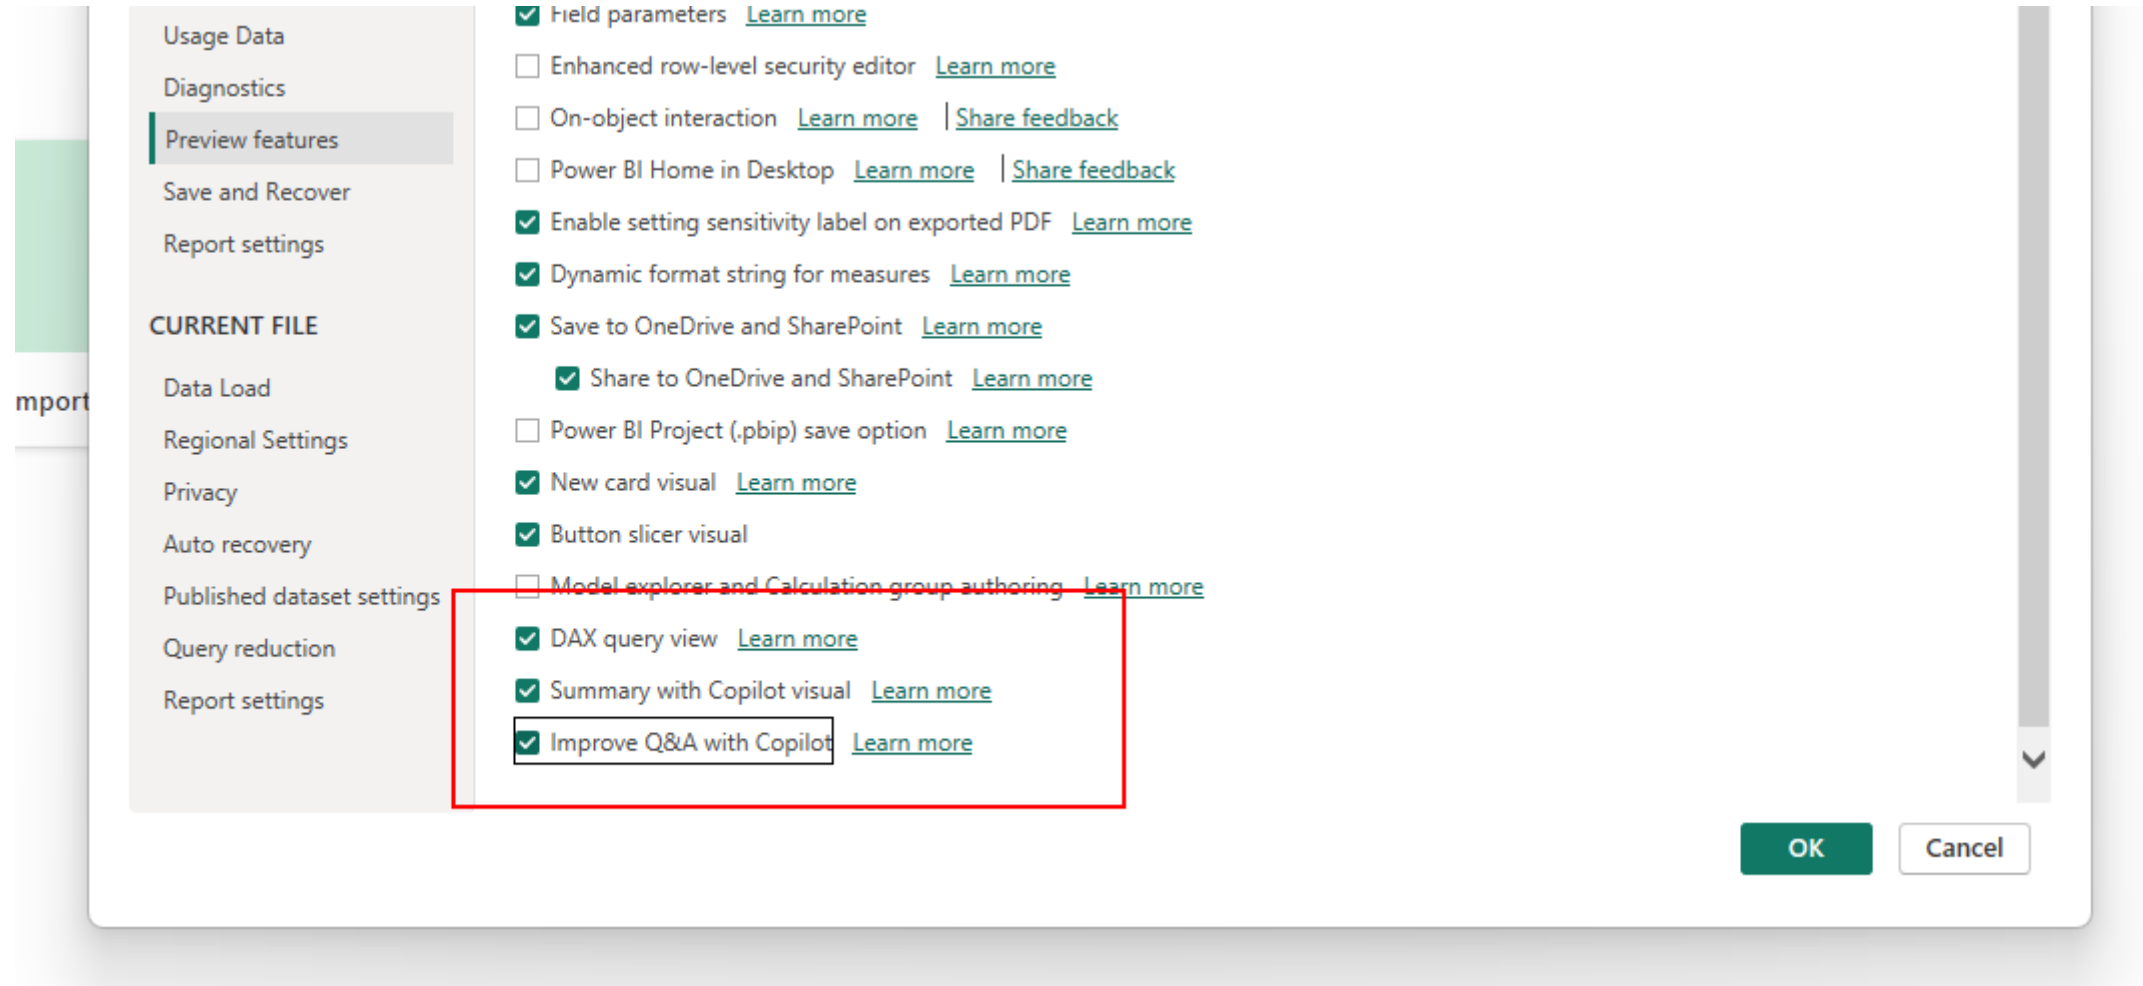 Usage Data
Diagnostics
Preview features
Save and Recover
Report settings
CURRENT FILE
Data Load
Regional Settings
Privacy
Auto recovery
Published dataset settings
Query reduction
Report settings
mport
Field parameters Learn more
Enhanced row-level security editor Learn more
On-object interaction Learn more | Share feedback
Power BI Home in Desktop Learn more | Share feedback
Enable setting sensitivity label on exported PDF Learn more
Dynamic format string for measures Learn more
Save to OneDrive and SharePoint Learn more
Share to OneDrive and SharePoint Learn more
Power BI Project (.pbip) save option Learn more
New card visual Learn more
Button slicer visual
Model explorer and Calculation group authoring Learn more
DAX query view Learn more
Summary with Copilot visual Learn more
Improve Q&A with Copilot Learn more
OK
Cancel